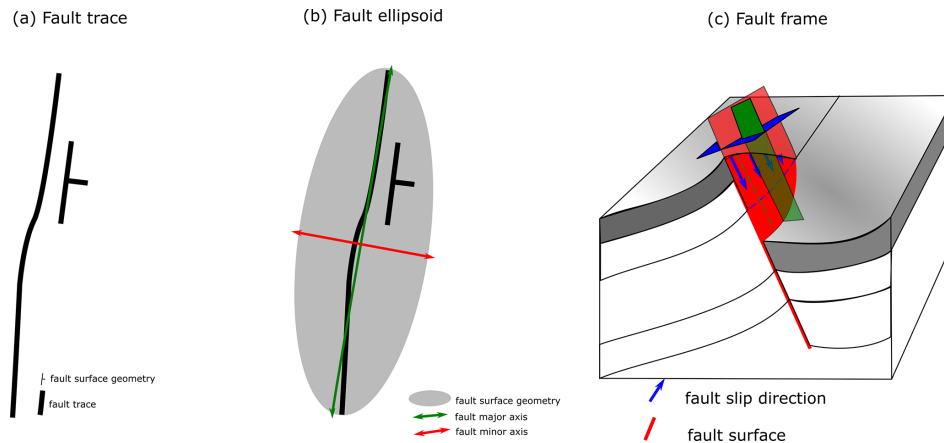 (a) Fault trace
(b) Fault ellipsoid
(c) Fault frame
fault surface geometry
fault trace
fault surface geometry
fault major axis
fault minor axis
fault slip direction
fault surface